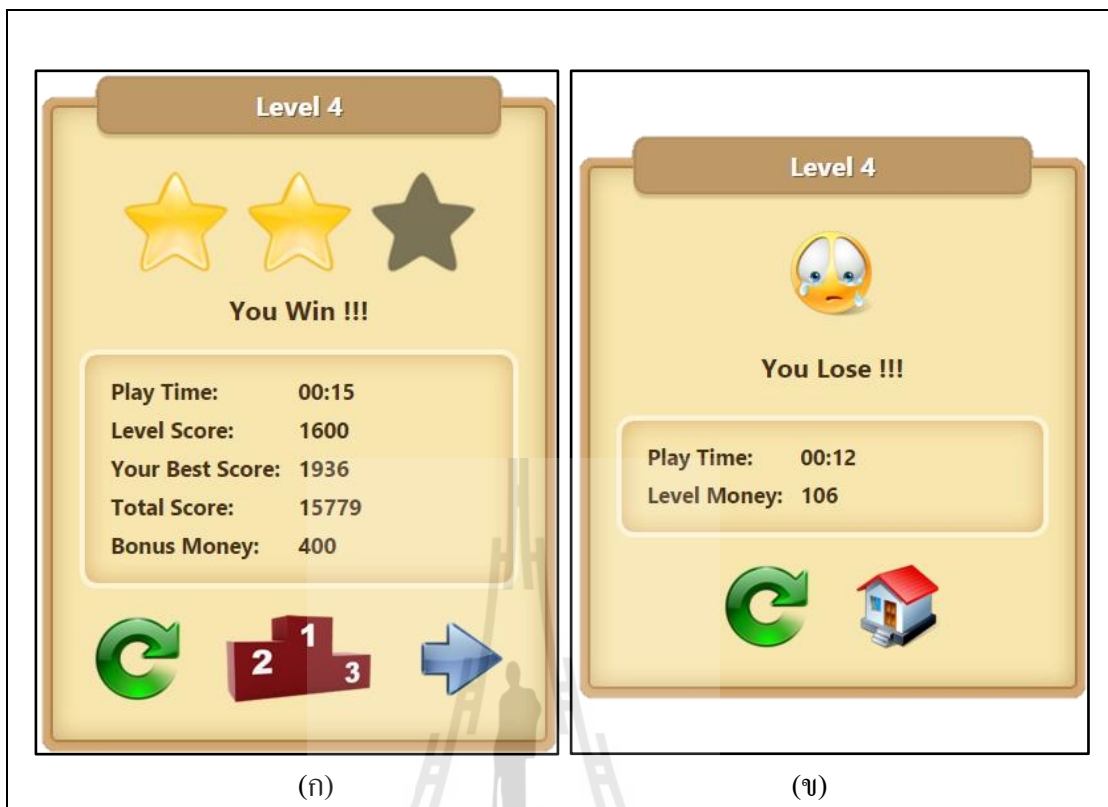 Level 4
You Win !!!
Play Time: 00:15
Level Score: 1600
Your Best Score: 1936
Total Score: 15779
Bonus Money: 400
2 1 3
(ก)
Level 4
You Lose !!!
Play Time: 00:12
Level Money: 106
(ข)